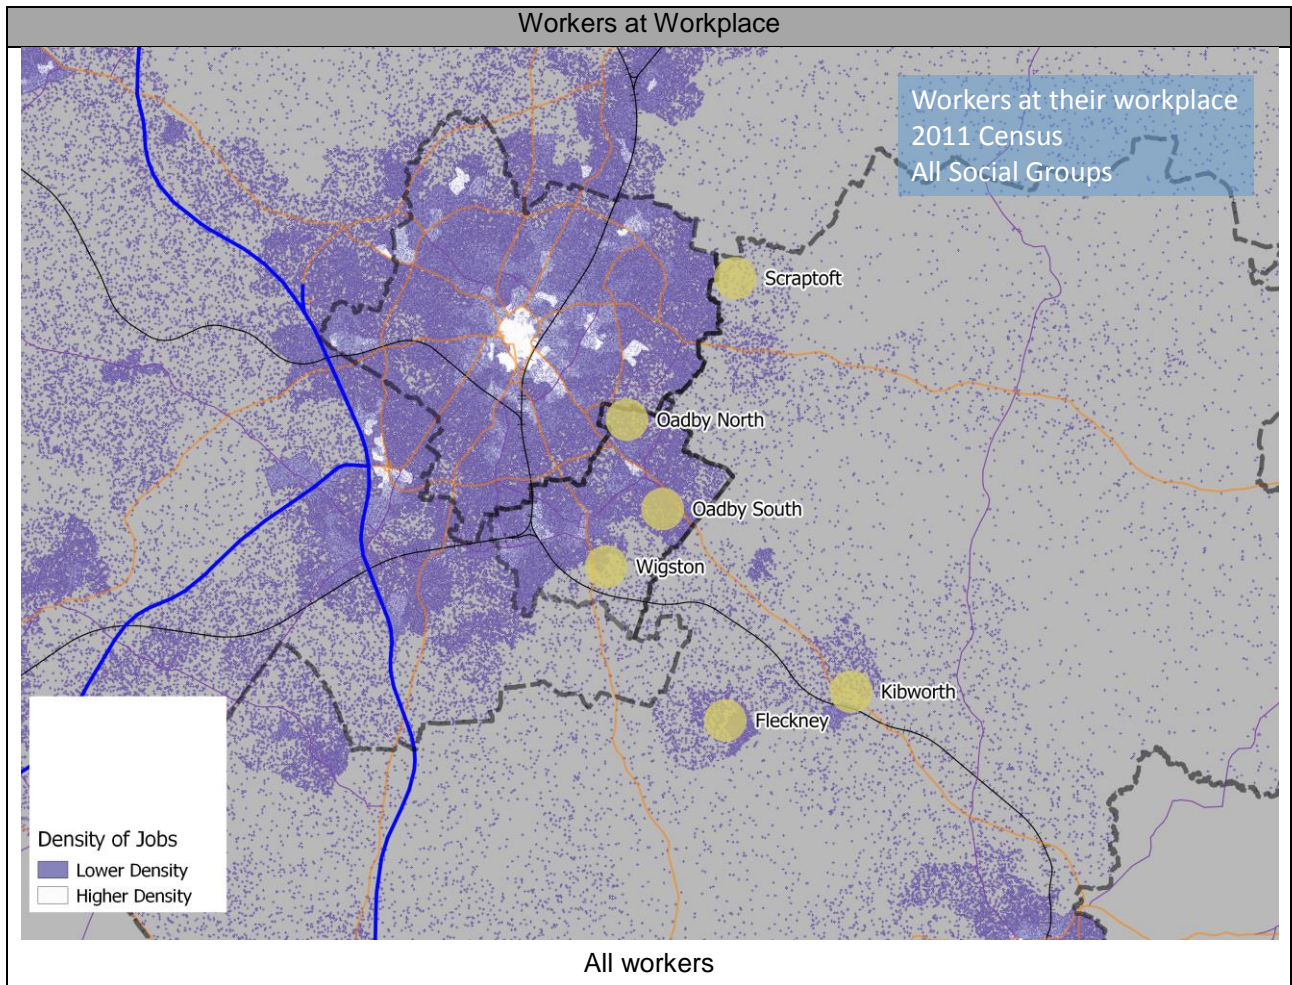 Workers at Workplace
Workers at their workplace
2011 Census
All Social Groups
Scraptoft
Oadby North
Oadby South
Wigston
Kibworth
Fleckney
Density of Jobs
Lower Density
Higher Density
All workers